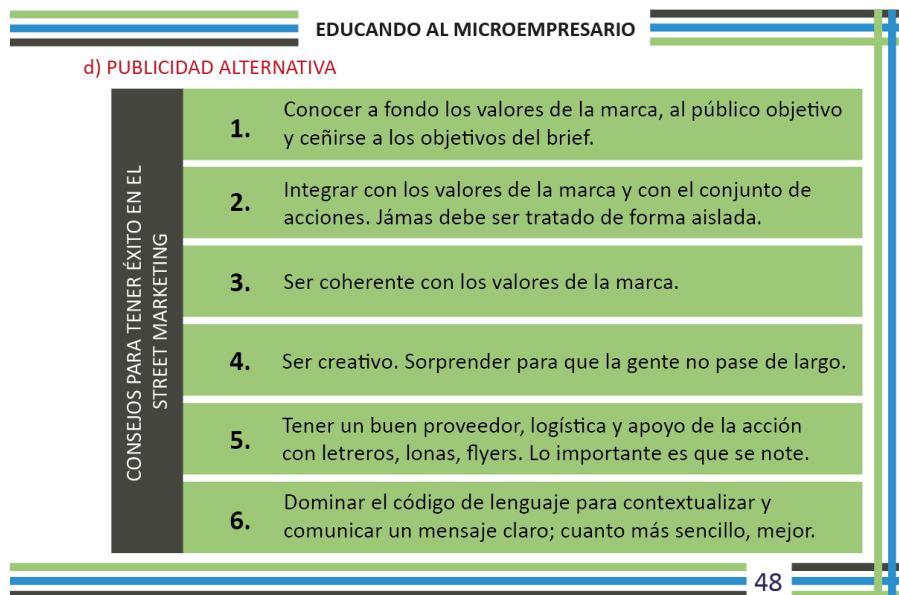 EDUCANDO AL MICROEMPRESARIO
d) PUBLICIDAD ALTERNATIVA
CONSEJOS PARA TENER ÉXITO EN EL
STREET MARKETING
1.
Conocer a fondo los valores de la marca, al público objetivo
y ceñirse a los objetivos del brief.
2.
Integrar con los valores de la marca y con el conjunto de
acciones. Jámas debe ser tratado de forma aislada.
3.
Ser coherente con los valores de la marca.
4.
Ser creativo. Sorprender para que la gente no pase de largo.
5.
Tener un buen proveedor, logística y apoyo de la acción
con letreros, lonas, flyers. Lo importante es que se note.
6.
Dominar el código de lenguaje para contextualizar y
comunicar un mensaje claro; cuanto más sencillo, mejor.
48